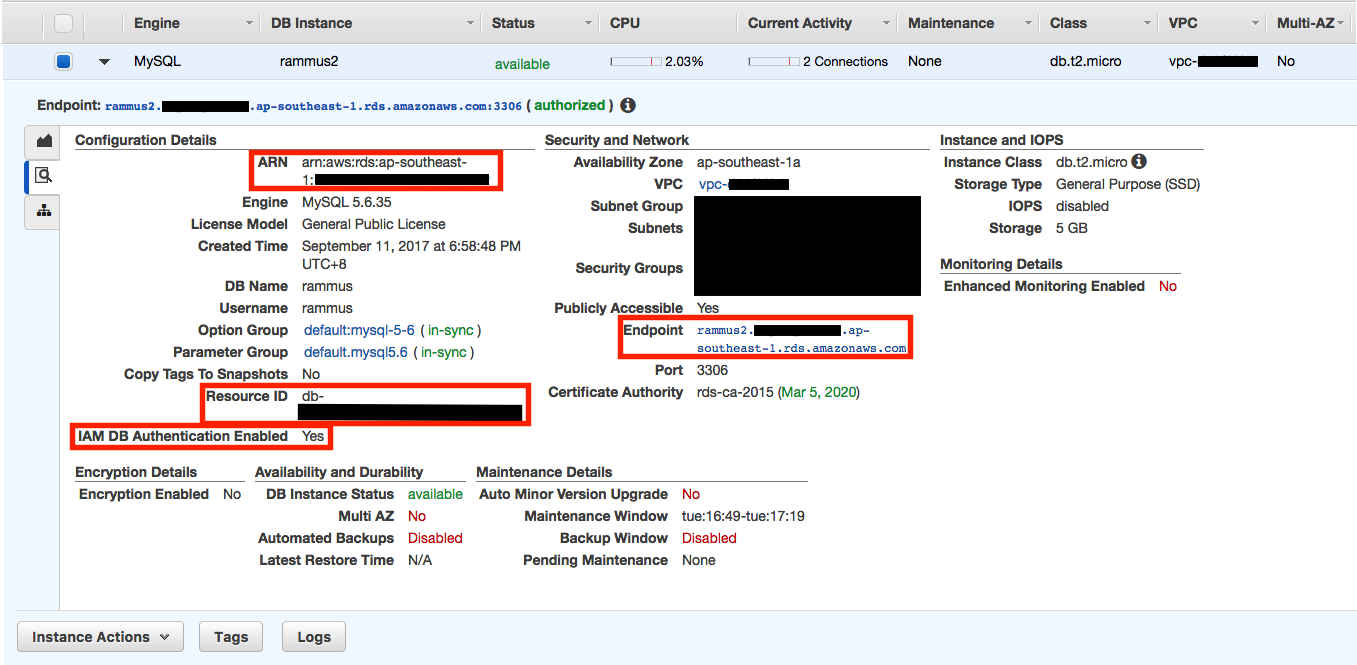 Engine DB Instance Status CPU Current Activity Maintenance Class VPC Multi-AZ
MySQL rammus2 available 2.03% 2 Connections None db.t2.micro vpc- No
Endpoint: rammus2. .ap-southeast-1.rds.amazonaws.com:3306 ( authorized )
Configuration Details
ARN arn:aws:rds:ap-southeast-
1:
Engine MySQL 5.6.35
License Model General Public License
Created Time September 11, 2017 at 6:58:48 PM
UTC+8
DB Name rammus
Username rammus
Option Group default:mysql-5-6 ( in-sync )
Parameter Group default.mysql5.6 ( in-sync )
Copy Tags To Snapshots No
Resource ID db-
IAM DB Authentication Enabled Yes
Security and Network
Availability Zone ap-southeast-1a
VPC vpc-
Subnet Group
Subnets
Security Groups
Publicly Accessible Yes
Endpoint rammus2. .ap-
southeast-1.rds.amazonaws.com
Port 3306
Certificate Authority rds-ca-2015 (Mar 5, 2020)
Instance and IOPS
Instance Class db.t2.micro
Storage Type General Purpose (SSD)
IOPS disabled
Storage 5 GB
Monitoring Details
Enhanced Monitoring Enabled No
Encryption Details
Encryption Enabled No
Availability and Durability
DB Instance Status available
Multi AZ No
Automated Backups Disabled
Latest Restore Time N/A
Maintenance Details
Auto Minor Version Upgrade No
Maintenance Window tue:16:49-tue:17:19
Backup Window Disabled
Pending Maintenance None
Instance Actions Tags Logs